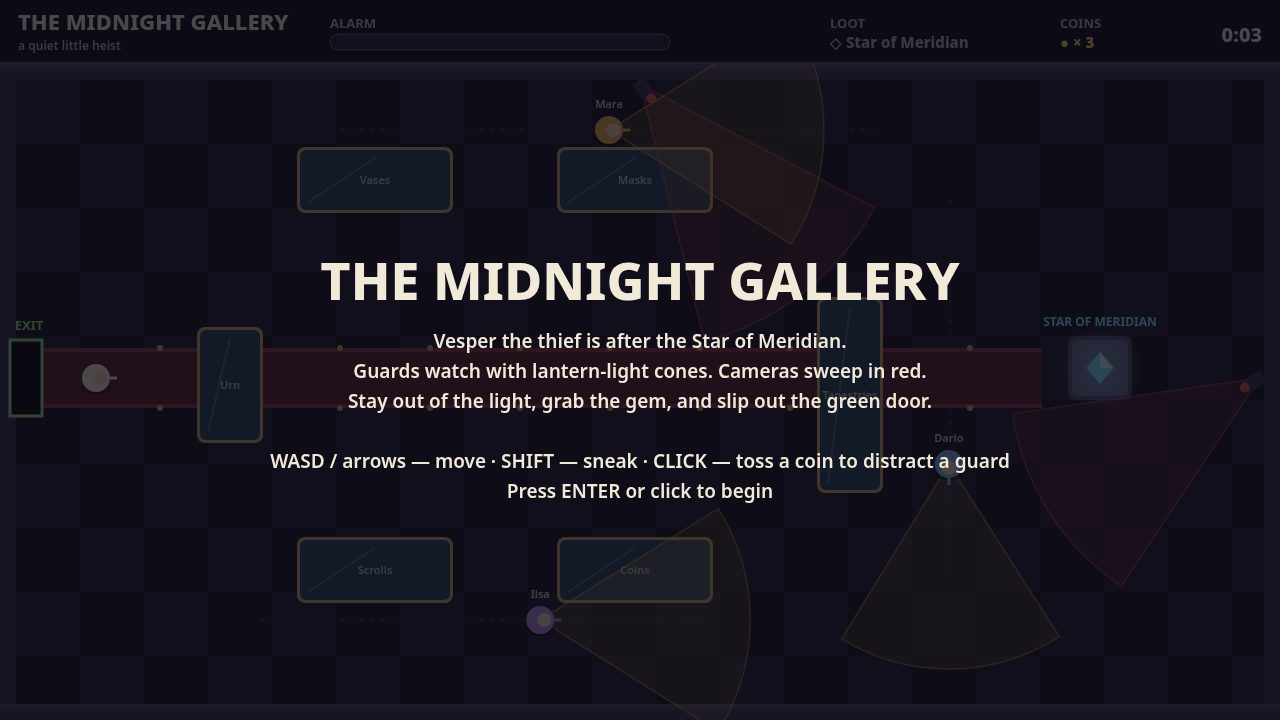 THE MIDNIGHT GALLERY
a quiet little heist
ALARM
LOOT
◇ Star of Meridian
COINS
● × 3
0:03
Mara
Vases
Masks
THE MIDNIGHT GALLERY
EXIT
STAR OF MERIDIAN
Vesper the thief is after the Star of Meridian.
Guards watch with lantern-light cones. Cameras sweep in red.
Urn
Tapestries
Stay out of the light, grab the gem, and slip out the green door.
Dario
WASD / arrows — move · SHIFT — sneak · CLICK — toss a coin to distract a guard
Press ENTER or click to begin
Scrolls
Coins
Ilsa